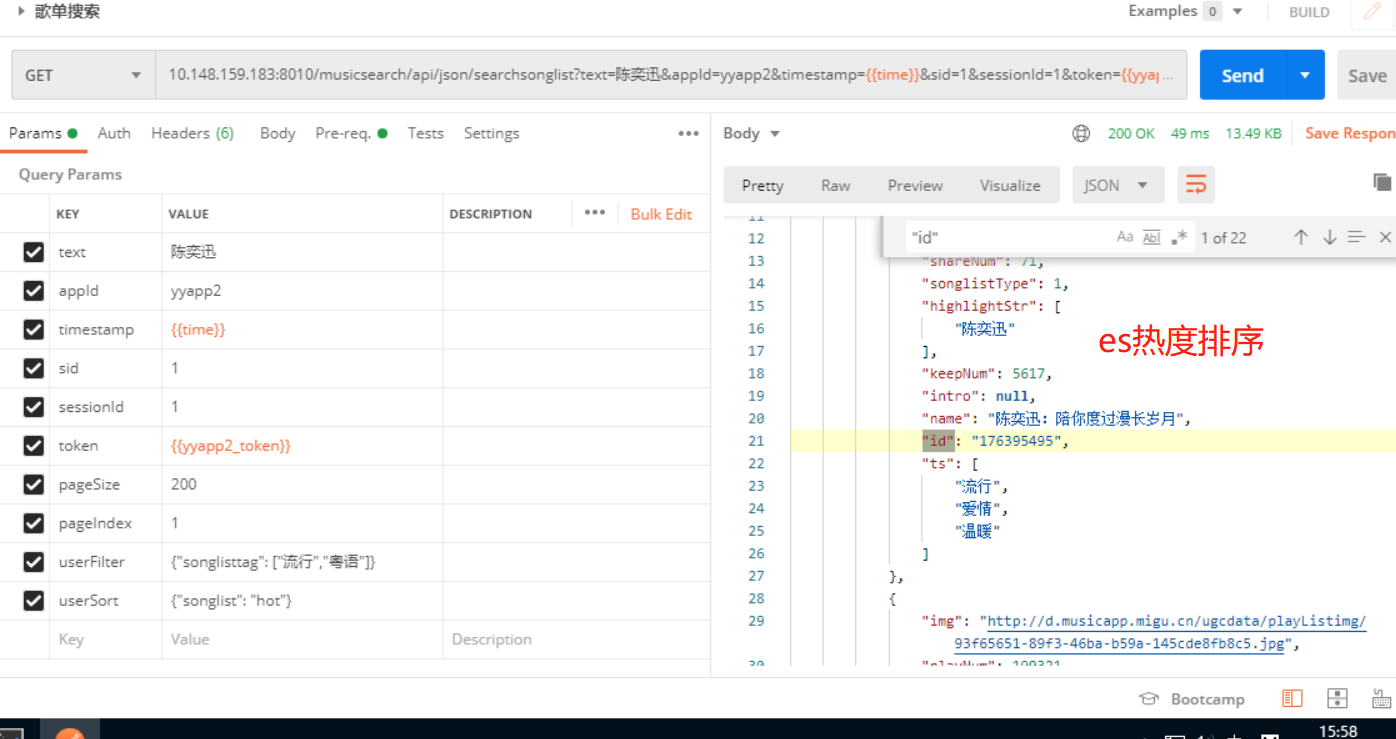 歌单搜索
Examples 0
BUILD
GET
10.148.159.183:8010/musicsearch/api/json/searchsonglist?text=陈奕迅&appId=yyapp2&timestamp={{time}}&sid=1&sessionId=1&token={{yyap...
Send
Save
Params
Auth
Headers (6)
Body
Pre-req.
Tests
Settings
Body
200 OK
49 ms
13.49 KB
Save Respon
Query Params
Pretty
Raw
Preview
Visualize
JSON
KEY
VALUE
DESCRIPTION
Bulk Edit
text
陈奕迅
appId
yyapp2
timestamp
{{time}}
sid
1
sessionId
1
token
{{yyapp2_token}}
pageSize
200
pageIndex
1
userFilter
{"songlisttag": ["流行","粤语"]}
userSort
{"songlist": "hot"}
Key
Value
Description
"id"
Aa
Abl
1 of 22
11
12
13 "shareNum": 71,
14 "songlistType": 1,
15 "highlightStr": [
16 "陈奕迅"
17 ],
18 "keepNum": 5617,
19 "intro": null,
20 "name": "陈奕迅：陪你度过漫长岁月",
21 "id": "176395495",
22 "ts": [
23 "流行",
24 "爱情",
25 "温暖"
26 ]
27 },
28 {
29 "img": "http://d.musicapp.migu.cn/ugcdata/playListimg/
93f65651-89f3-46ba-b59a-145cde8fb8c5.jpg",
30 "playNum": 199321
es热度排序
Bootcamp
15:58